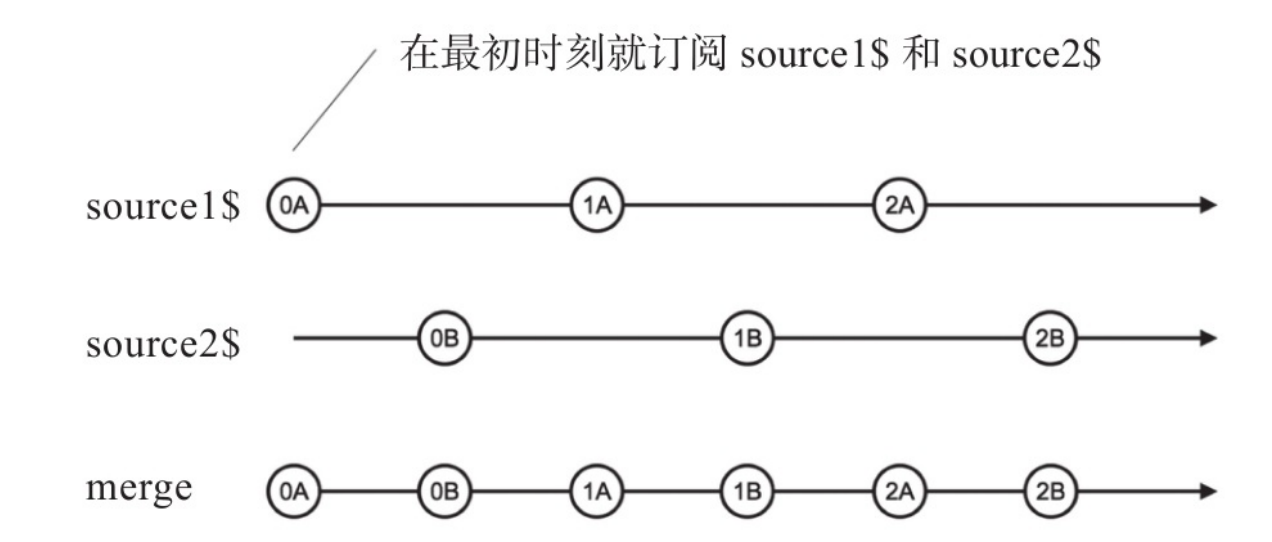 在最初时刻就订阅 source1$ 和 source2$
source1$ 0A 1A 2A
source2$ 0B 1B 2B
merge 0A 0B 1A 1B 2A 2B